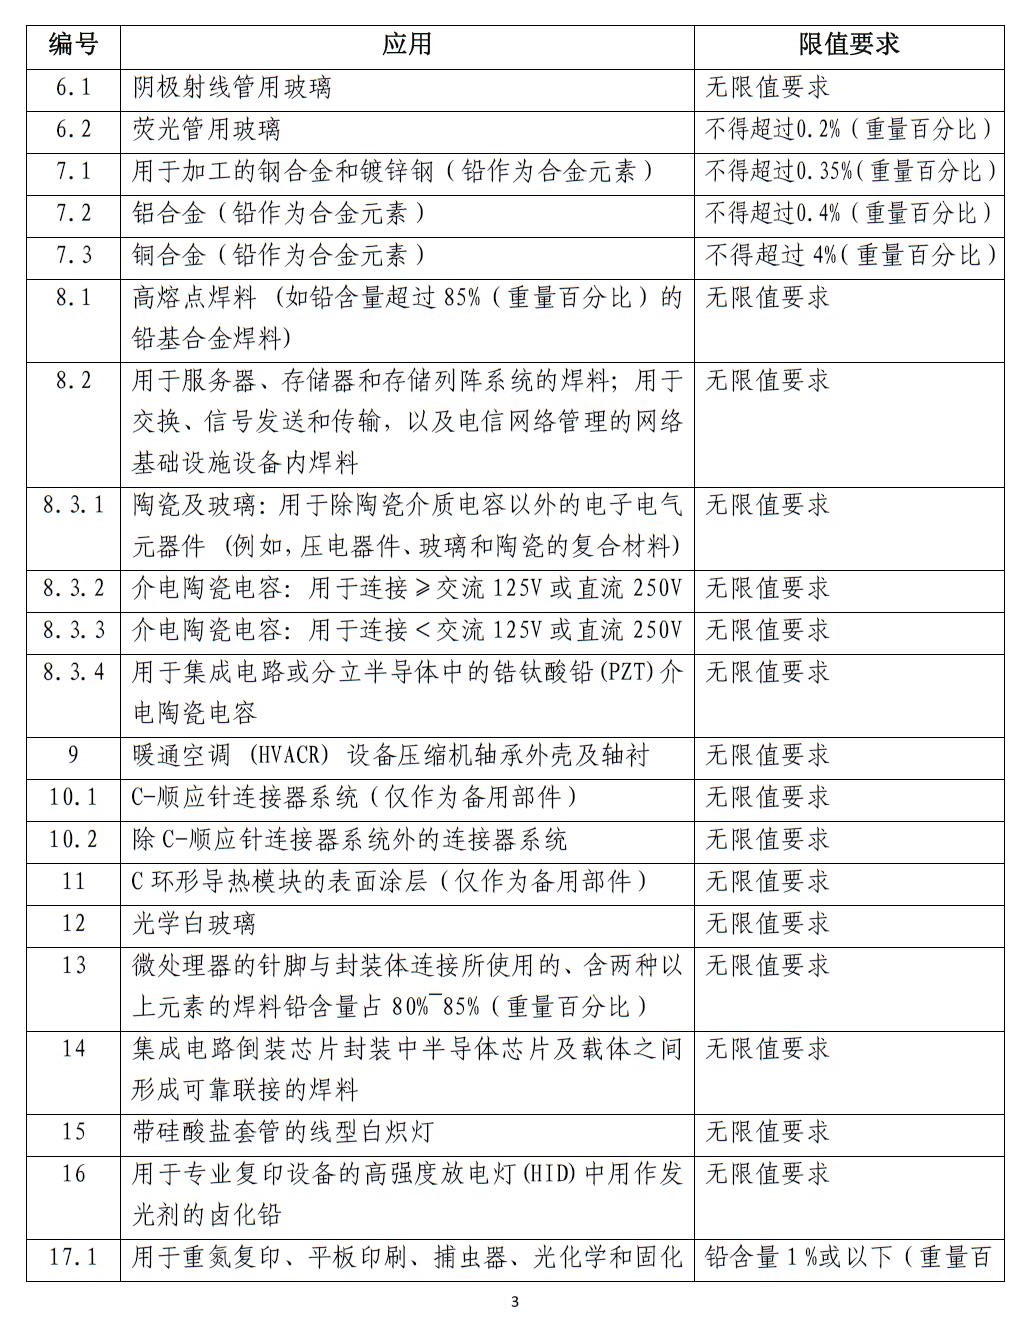 编号 应用 限值要求
6.1 阴极射线管用玻璃 无限值要求
6.2 荧光管用玻璃 不得超过0.2%（重量百分比）
7.1 用于加工的钢合金和镀锌钢（铅作为合金元素） 不得超过0.35%（重量百分比）
7.2 铝合金（铅作为合金元素） 不得超过0.4%（重量百分比）
7.3 铜合金（铅作为合金元素） 不得超过 4%（重量百分比）
8.1 高熔点焊料 (如铅含量超过 85%（重量百分比）的 无限值要求
铅基合金焊料)
8.2 用于服务器、存储器和存储列阵系统的焊料；用于 无限值要求
交换、信号发送和传输，以及电信网络管理的网络
基础设施设备内焊料
8.3.1 陶瓷及玻璃：用于除陶瓷介质电容以外的电子电气 无限值要求
元器件 (例如，压电器件、玻璃和陶瓷的复合材料)
8.3.2 介电陶瓷电容：用于连接≥交流 125V 或直流 250V 无限值要求
8.3.3 介电陶瓷电容：用于连接＜交流 125V 或直流 250V 无限值要求
8.3.4 用于集成电路或分立半导体中的锆钛酸铅(PZT)介 无限值要求
电陶瓷电容
9 暖通空调 (HVACR) 设备压缩机轴承外壳及轴衬 无限值要求
10.1 C-顺应针连接器系统（仅作为备用部件） 无限值要求
10.2 除 C-顺应针连接器系统外的连接器系统 无限值要求
11 C 环形导热模块的表面涂层（仅作为备用部件） 无限值要求
12 光学白玻璃 无限值要求
13 微处理器的针脚与封装体连接所使用的、含两种以 无限值要求
上元素的焊料铅含量占 80%¯85%（重量百分比）
14 集成电路倒装芯片封装中半导体芯片及载体之间 无限值要求
形成可靠联接的焊料
15 带硅酸盐套管的线型白炽灯 无限值要求
16 用于专业复印设备的高强度放电灯(HID)中用作发 无限值要求
光剂的卤化铅
17.1 用于重氮复印、平板印刷、捕虫器、光化学和固化 铅含量 1 %或以下（重量百
3